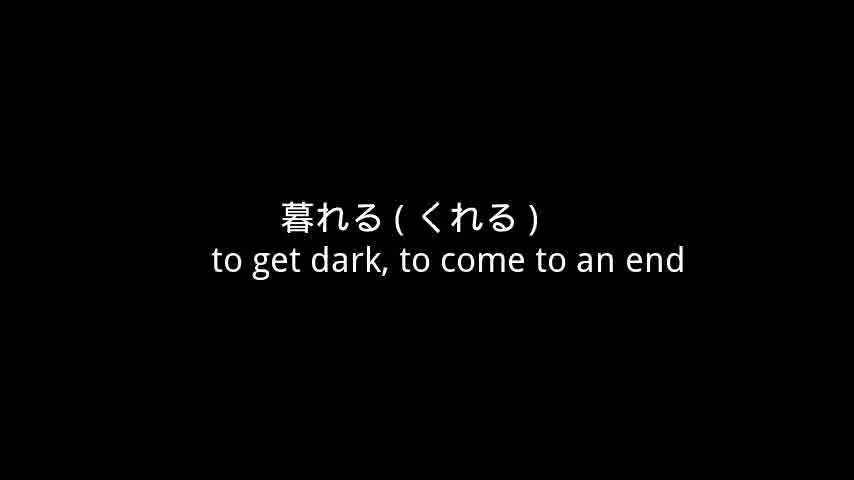 暮れる ( くれる )
to get dark, to come to an end